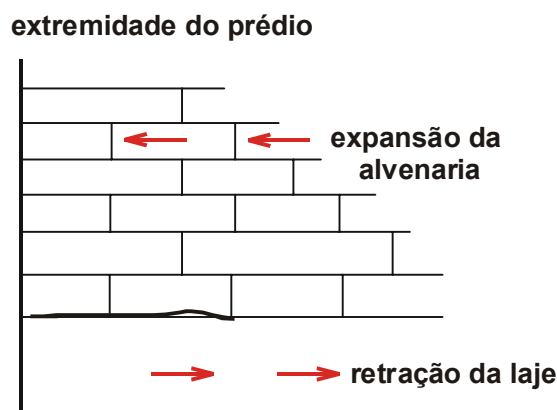 extremidade do prédio
expansão da
alvenaria
retração da laje